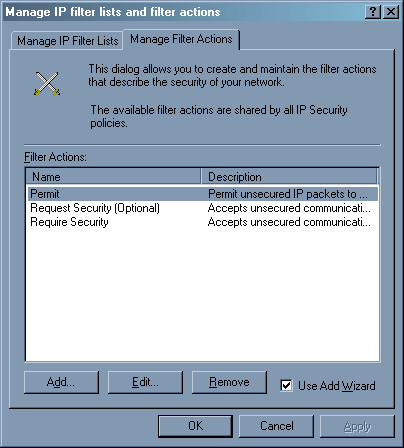 Manage IP filter lists and filter actions
Manage IP Filter Lists
Manage Filter Actions
This dialog allows you to create and maintain the filter actions
that describe the security of your network.
The available filter actions are shared by all IP Security
policies.
Filter Actions:
Name Description
Permit Permit unsecured IP packets to ...
Request Security (Optional) Accepts unsecured communicati...
Require Security Accepts unsecured communicati...
Add... Edit... Remove Use Add Wizard
OK Cancel Apply